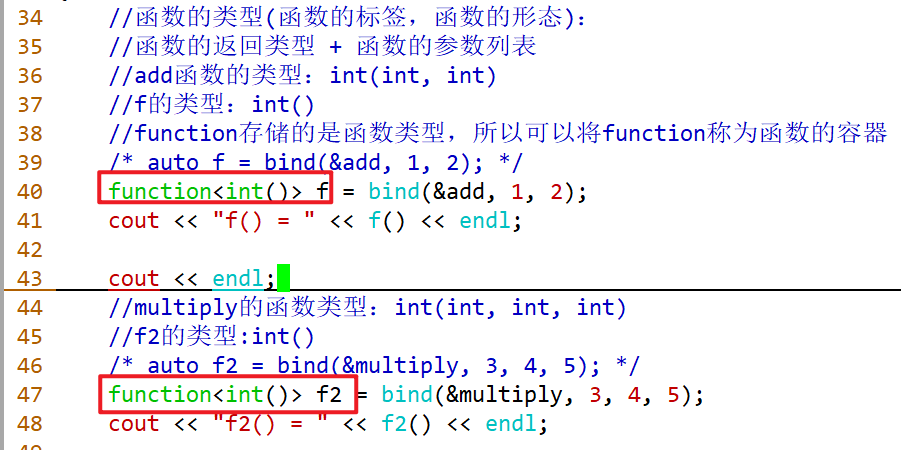 34 //函数的类型(函数的标签，函数的形态)：
35 //函数的返回类型 + 函数的参数列表
36 //add函数的类型：int(int, int)
37 //f的类型：int()
38 //function存储的是函数类型，所以可以将function称为函数的容器
39 /* auto f = bind(&add, 1, 2); */
40 function<int()> f = bind(&add, 1, 2);
41 cout << "f() = " << f() << endl;
42
43 cout << endl;
44 //multiply的函数类型：int(int, int, int)
45 //f2的类型:int()
46 /* auto f2 = bind(&multiply, 3, 4, 5); */
47 function<int()> f2 = bind(&multiply, 3, 4, 5);
48 cout << "f2() = " << f2() << endl;